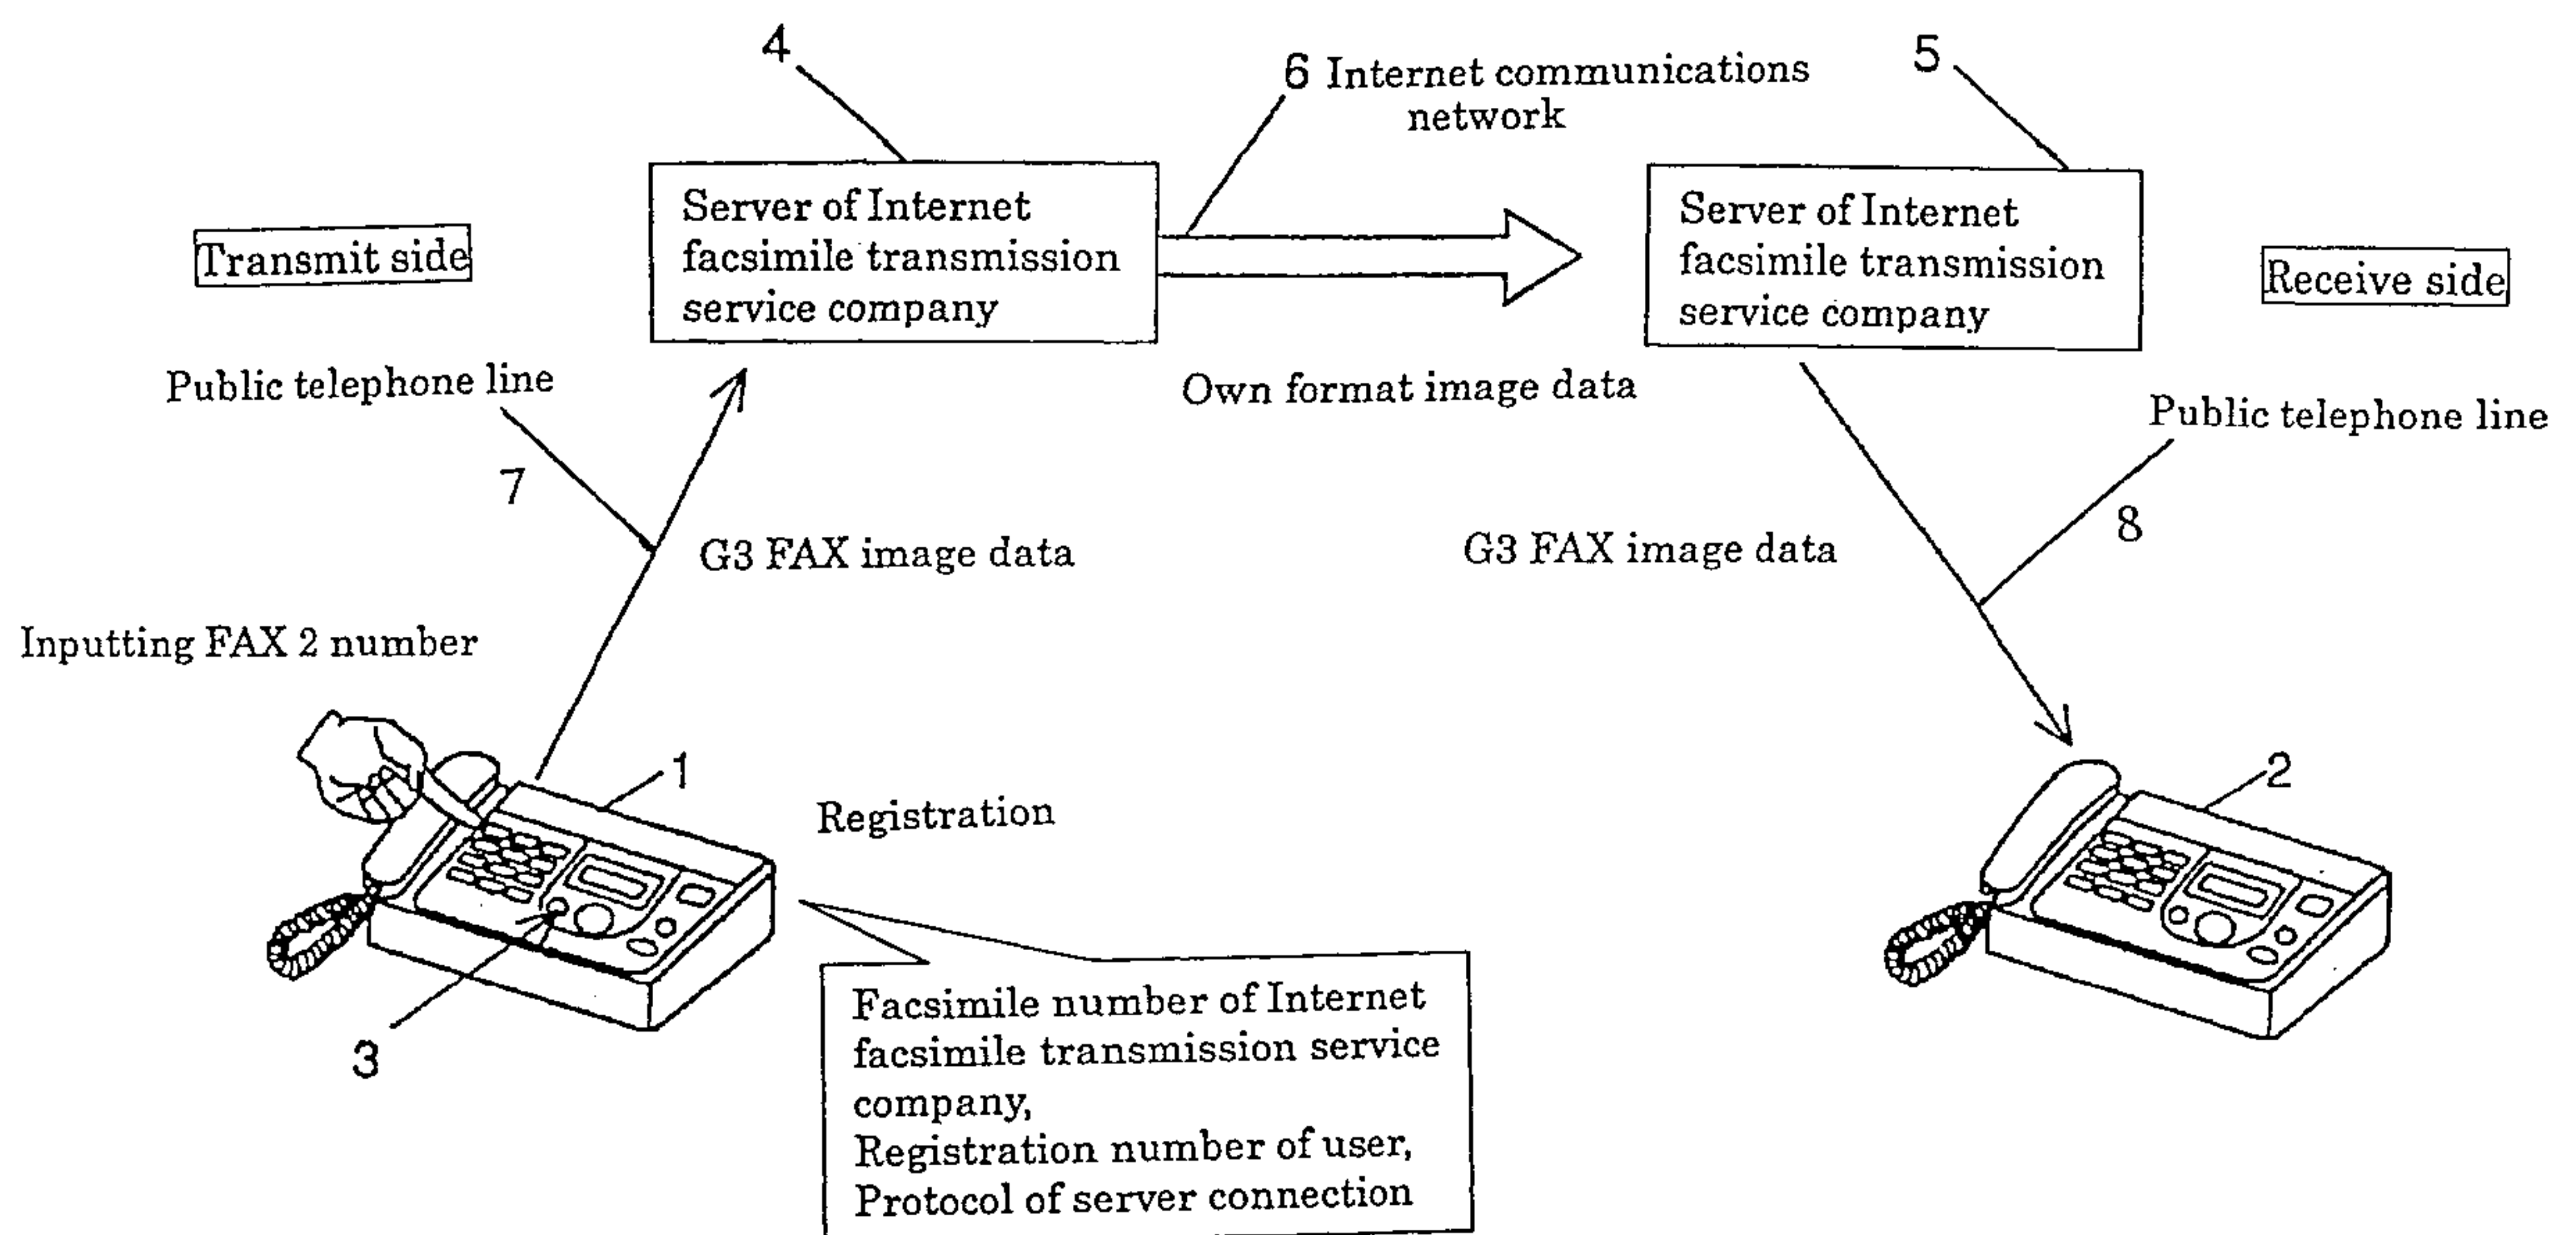 4
6 Internet communications
network
5
Server of Internet
facsimile transmission
service company
Server of Internet
facsimile transmission
service company
Transmit side
Receive side
Public telephone line
Own format image data
Public telephone line
7
8
G3 FAX image data
G3 FAX image data
Inputting FAX 2 number
1
2
Registration
3
Facsimile number of Internet
facsimile transmission service
company,
Registration number of user,
Protocol of server connection